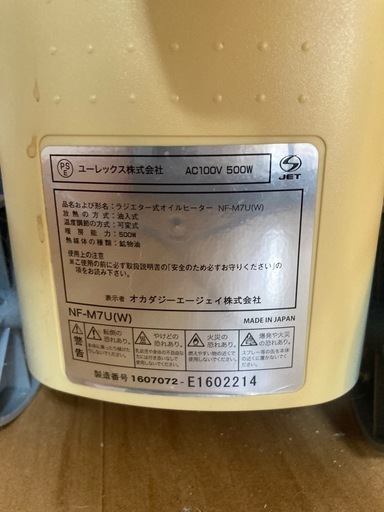 PS
E
ユーレックス株式会社 AC100V 500W
S
JET
品名および形名:ラジエター式オイルヒーター NF-M7U(W)
放熱の方式:油入式
温度調節の方式:可変式
暖房能力:500W
熱媒体の種類:鉱物油
使用上の注意
※ご使用の前に必ず取扱説明書の「安全のため必ずお守りください」の
項をお読みください。
表示者 オカダジーエージェイ株式会社
NF-M7U(W) MADE IN JAPAN
警告
転倒の
恐れあり。
やけどの
恐れあり。
火災の
恐れあり。
爆発や火災
の恐れあり。
製造番号 1607072-E1602214